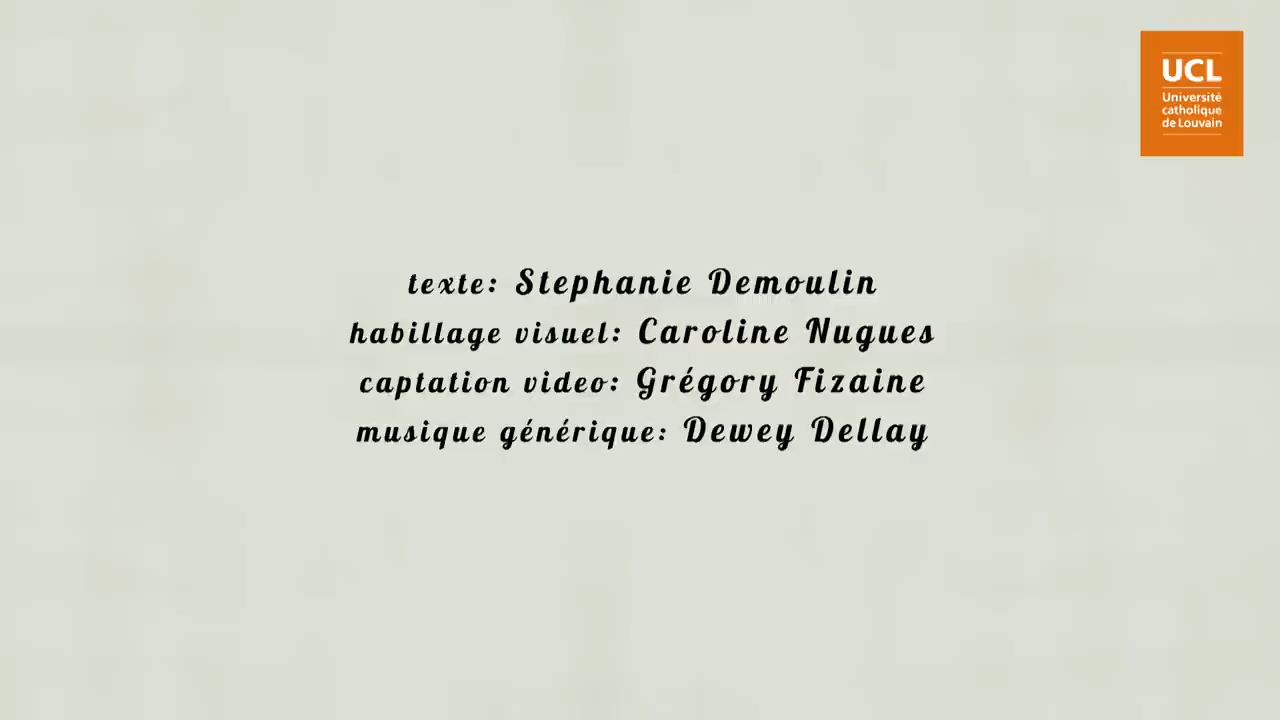 UCL
Université
catholique
de Louvain
texte: Stephanie Demoulin
habillage visuel: Caroline Nugues
captation video: Grégory Fizaine
musique générique: Dewey Dellay